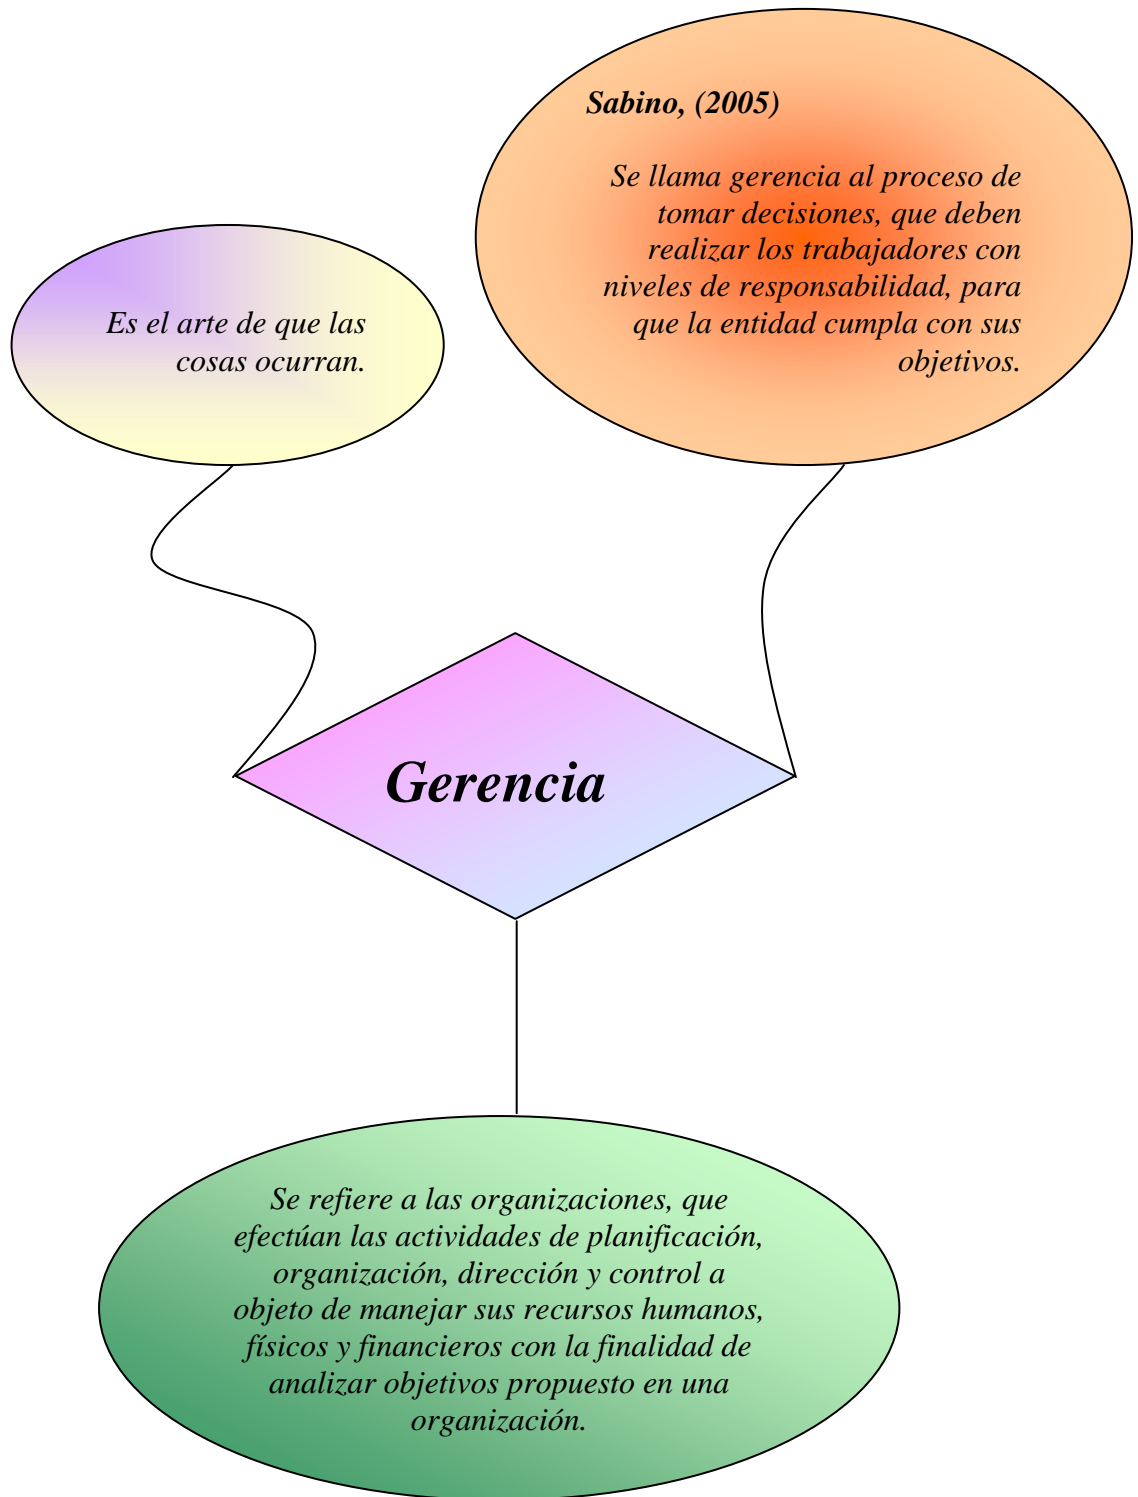 Sabino, (2005)
Se llama gerencia al proceso de
tomar decisiones, que deben
realizar los trabajadores con
niveles de responsabilidad, para
que la entidad cumpla con sus
objetivos.
Es el arte de que las
cosas ocurran.
Gerencia
Se refiere a las organizaciones, que
efectúan las actividades de planificación,
organización, dirección y control a
objeto de manejar sus recursos humanos,
físicos y financieros con la finalidad de
analizar objetivos propuesto en una
organización.